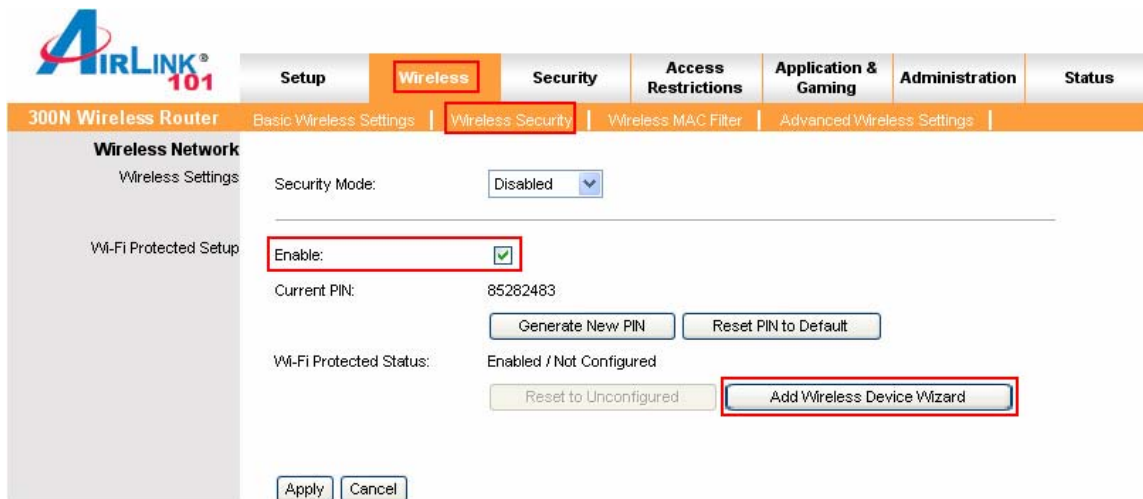 AIRLINK®
101
Setup
Wireless
Security
Access
Restrictions
Application &
Gaming
Administration
Status
300N Wireless Router
Basic Wireless Settings | Wireless Security | Wireless MAC Filter | Advanced Wireless Settings |
Wireless Network
Wireless Settings
Security Mode: Disabled
Wi-Fi Protected Setup
Enable:
Current PIN: 85282483
Generate New PIN Reset PIN to Default
Wi-Fi Protected Status: Enabled / Not Configured
Reset to Unconfigured Add Wireless Device Wizard
Apply Cancel